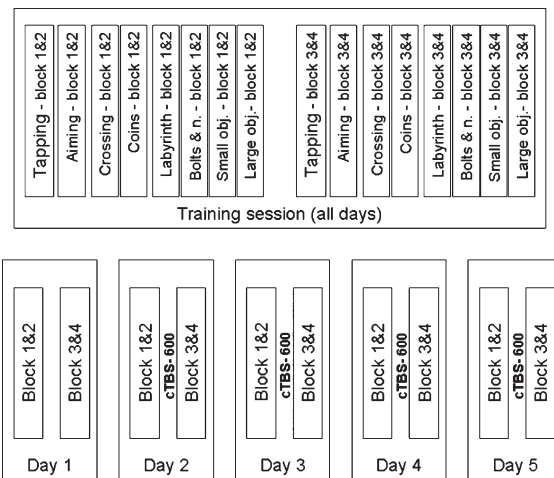 Tapping - block 1&2
Aiming - block 1&2
Crossing - block 1&2
Coins - block 1&2
Labyrinth - block 1&2
Bolts & n. - block 1&2
Small obj. - block 1&2
Large obj.- block 1&2
Tapping - block 3&4
Aiming - block 3&4
Crossing - block 3&4
Coins - block 3&4
Labyrinth - block 3&4
Bolts & n. - block 3&4
Small obj. - block 3&4
Large obj.- block 3&4
Training session (all days)
Block 1&2
Block 3&4
Day 1
Block 1&2
cTBS- 600
Block 3&4
Day 2
Block 1&2
cTBS- 600
Block 3&4
Day 3
Block 1&2
cTBS- 600
Block 3&4
Day 4
Block 1&2
cTBS- 600
Block 3&4
Day 5